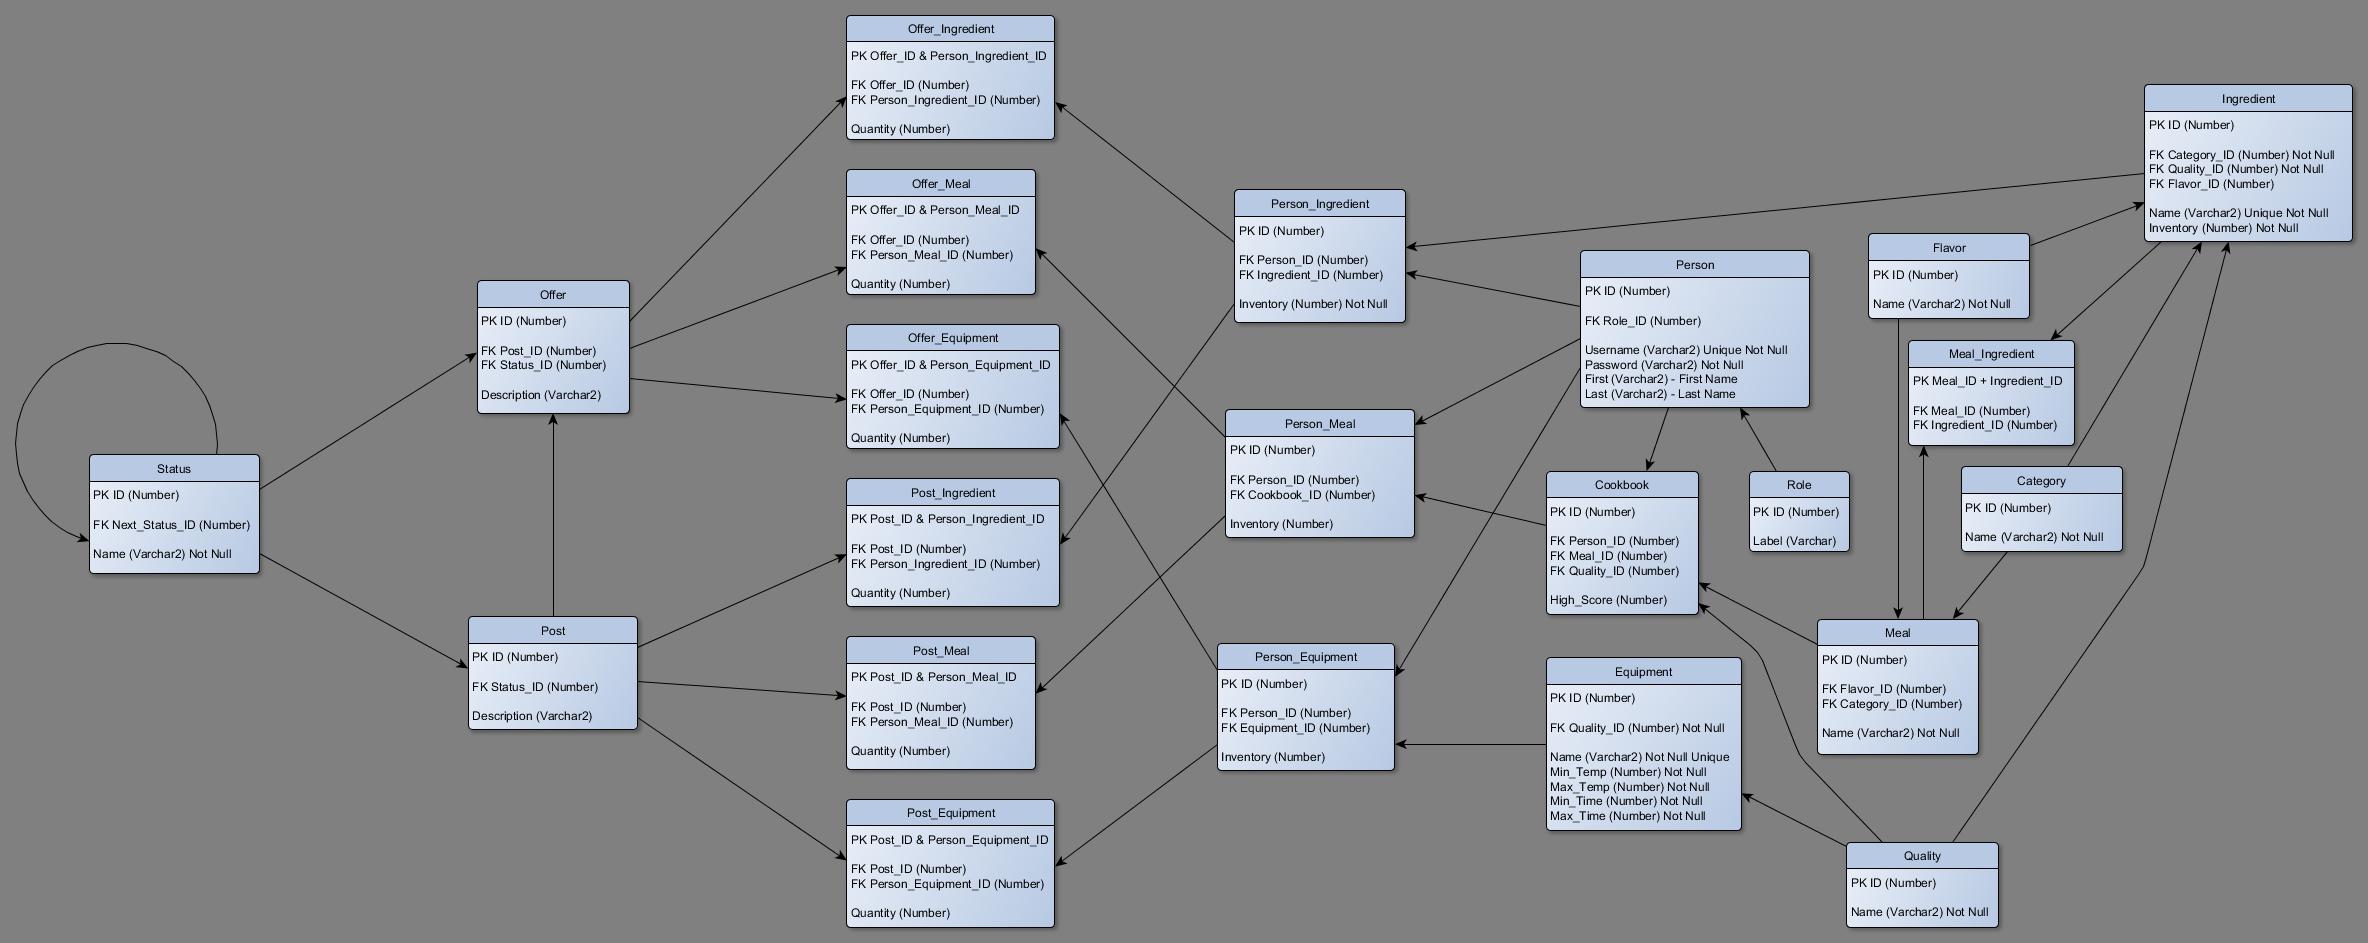 Offer_Ingredient
PK Offer_ID & Person_Ingredient_ID
FK Offer_ID (Number)
FK Person_Ingredient_ID (Number)
Quantity (Number)
Offer_Meal
PK Offer_ID & Person_Meal_ID
FK Offer_ID (Number)
FK Person_Meal_ID (Number)
Quantity (Number)
Offer
PK ID (Number)
FK Post_ID (Number)
FK Status_ID (Number)
Description (Varchar2)
Offer_Equipment
PK Offer_ID & Person_Equipment_ID
FK Offer_ID (Number)
FK Person_Equipment_ID (Number)
Quantity (Number)
Status
PK ID (Number)
FK Next_Status_ID (Number)
Name (Varchar2) Not Null
Post_Ingredient
PK Post_ID & Person_Ingredient_ID
FK Post_ID (Number)
FK Person_Ingredient_ID (Number)
Quantity (Number)
Post
PK ID (Number)
FK Status_ID (Number)
Description (Varchar2)
Post_Meal
PK Post_ID & Person_Meal_ID
FK Post_ID (Number)
FK Person_Meal_ID (Number)
Quantity (Number)
Post_Equipment
PK Post_ID & Person_Equipment_ID
FK Post_ID (Number)
FK Person_Equipment_ID (Number)
Quantity (Number)
Person_Ingredient
PK ID (Number)
FK Person_ID (Number)
FK Ingredient_ID (Number)
Inventory (Number) Not Null
Person_Meal
PK ID (Number)
FK Person_ID (Number)
FK Cookbook_ID (Number)
Inventory (Number)
Person_Equipment
PK ID (Number)
FK Person_ID (Number)
FK Equipment_ID (Number)
Inventory (Number)
Person
PK ID (Number)
FK Role_ID (Number)
Username (Varchar2) Unique Not Null
Password (Varchar2) Not Null
First (Varchar2) - First Name
Last (Varchar2) - Last Name
Cookbook
PK ID (Number)
FK Person_ID (Number)
FK Meal_ID (Number)
FK Quality_ID (Number)
High_Score (Number)
Role
PK ID (Number)
Label (Varchar)
Equipment
PK ID (Number)
FK Quality_ID (Number) Not Null
Name (Varchar2) Not Null Unique
Min_Temp (Number) Not Null
Max_Temp (Number) Not Null
Min_Time (Number) Not Null
Max_Time (Number) Not Null
Ingredient
PK ID (Number)
FK Category_ID (Number) Not Null
FK Quality_ID (Number) Not Null
FK Flavor_ID (Number)
Name (Varchar2) Unique Not Null
Inventory (Number) Not Null
Flavor
PK ID (Number)
Name (Varchar2) Not Null
Meal_Ingredient
PK Meal_ID + Ingredient_ID
FK Meal_ID (Number)
FK Ingredient_ID (Number)
Category
PK ID (Number)
Name (Varchar2) Not Null
Meal
PK ID (Number)
FK Flavor_ID (Number)
FK Category_ID (Number)
Name (Varchar2) Not Null
Quality
PK ID (Number)
Name (Varchar2) Not Null